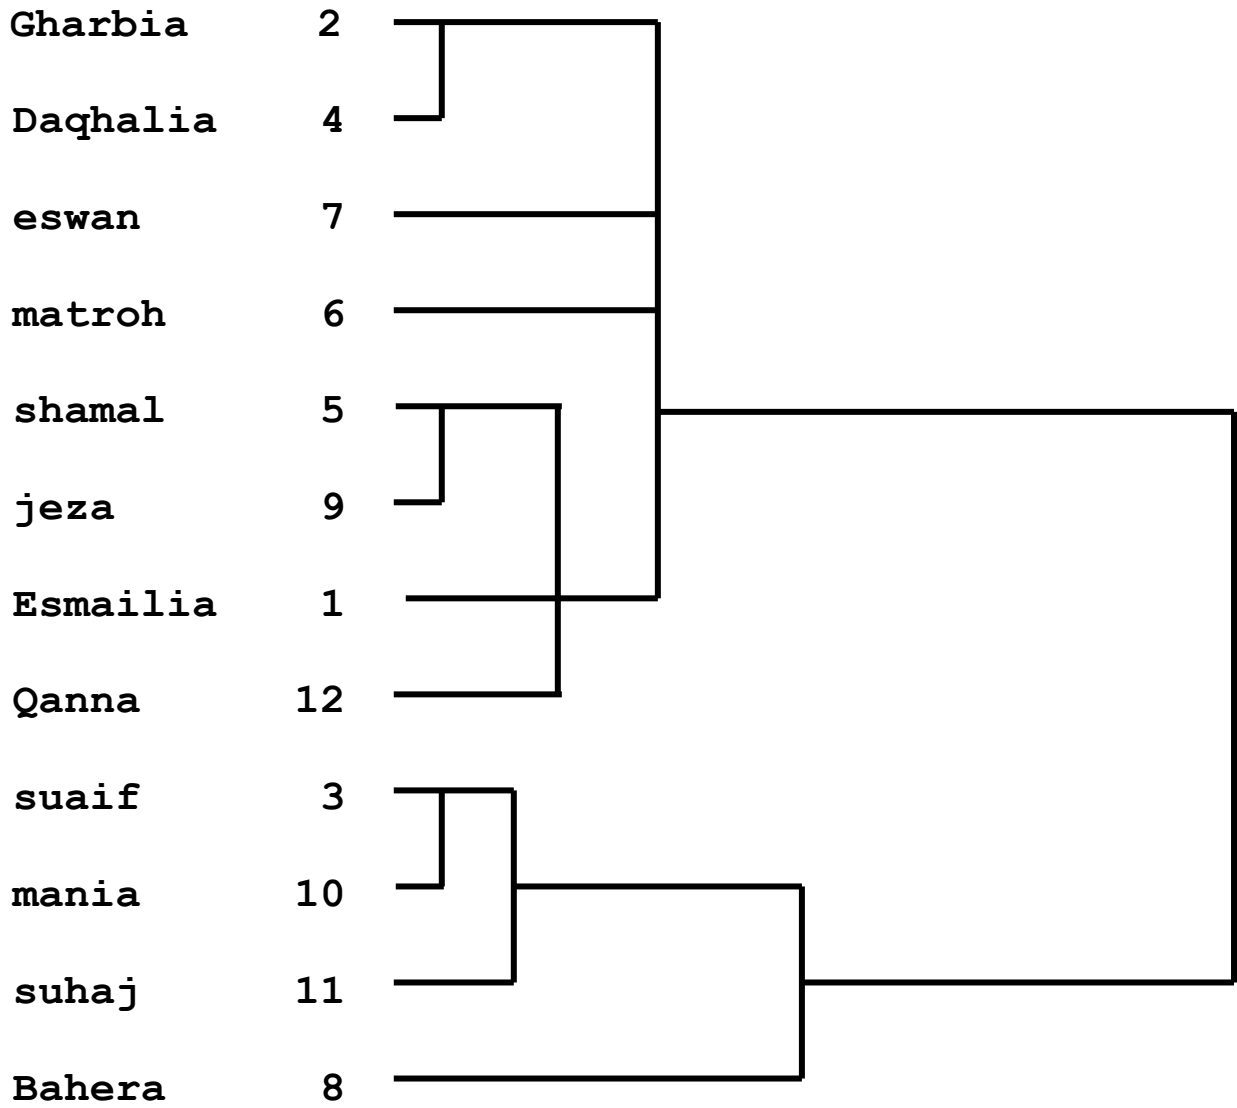 Gharbia 2
Daqhalia 4
eswan 7
matroh 6
shamal 5
jeza 9
Esmailia 1
Qanna 12
suaif 3
mania 10
suhaj 11
Bahera 8